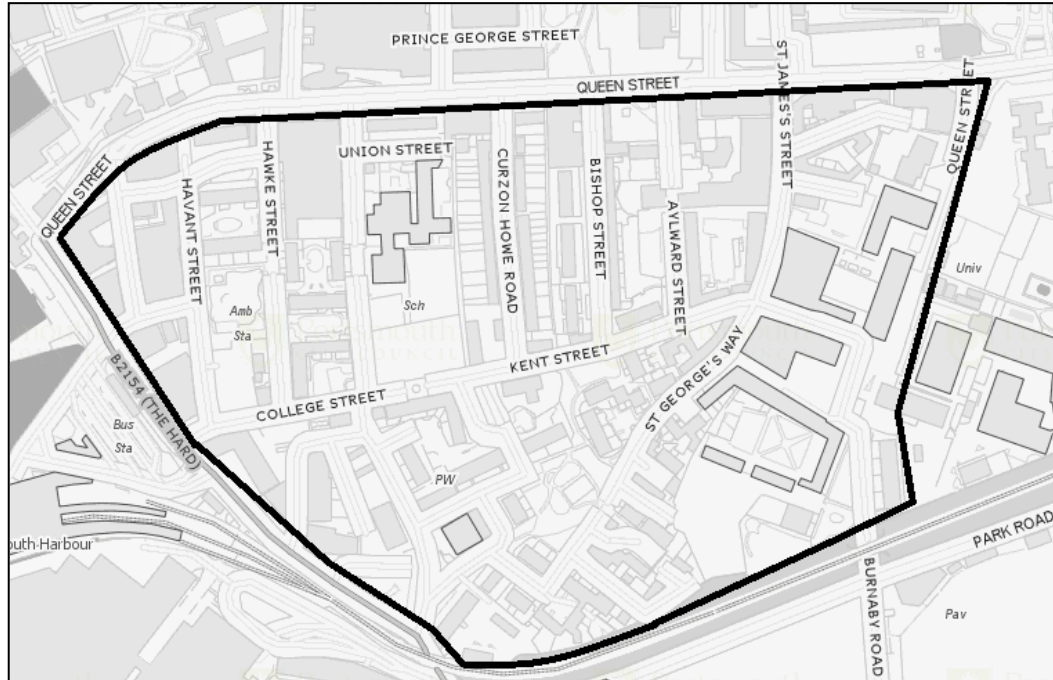 PRINCE GEORGE STREET
QUEEN STREET
ST JAMES'S STREET
QUEEN STREET
QUEEN STREET
UNION STREET
HAWKE STREET
HAVANT STREET
CURZON HOWE ROAD
BISHOP STREET
AYLWARD STREET
Univ
Amb
Sta
Sch
KENT STREET
ST GEORGE'S WAY
COLLEGE STREET
B2154 (THE HARD)
Bus
Sta
PW
outh Harbour
PARK ROAD
BURNABY ROAD
Pav